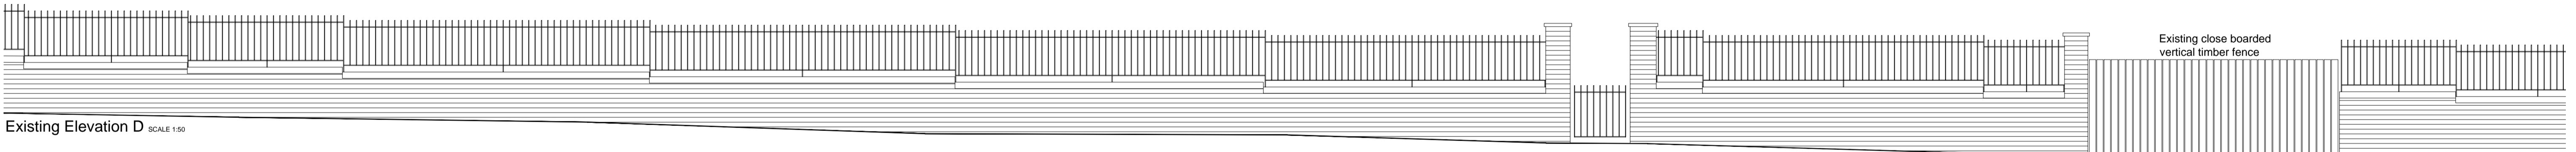 Existing close boarded
vertical timber fence
Existing Elevation D SCALE 1:50